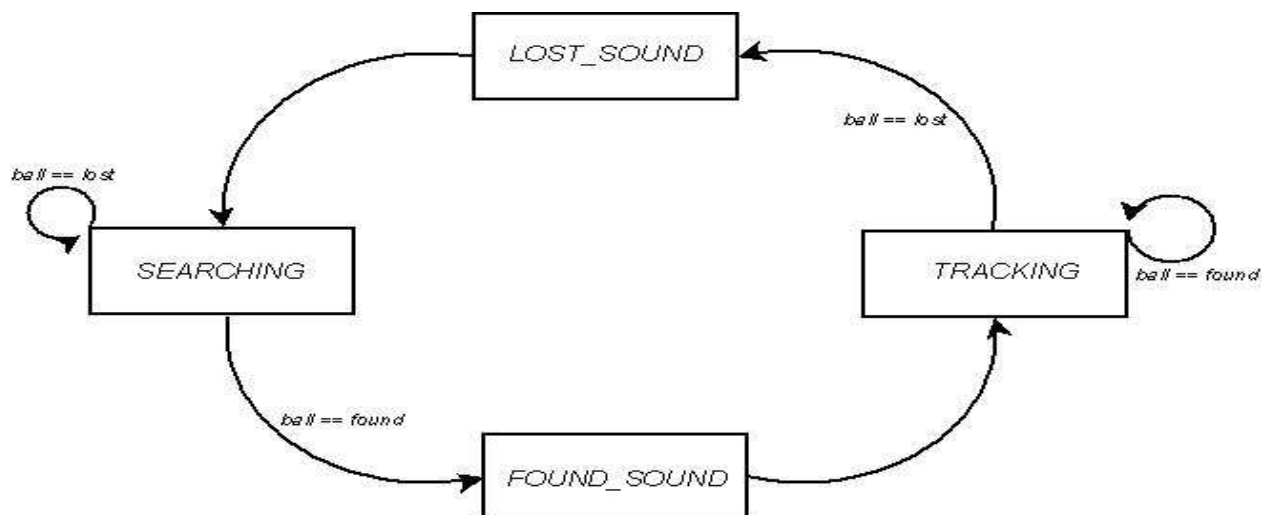 LOST_SOUND
ball == lost
ball == lost
SEARCHING
TRACKING
ball == found
ball == found
FOUND_SOUND